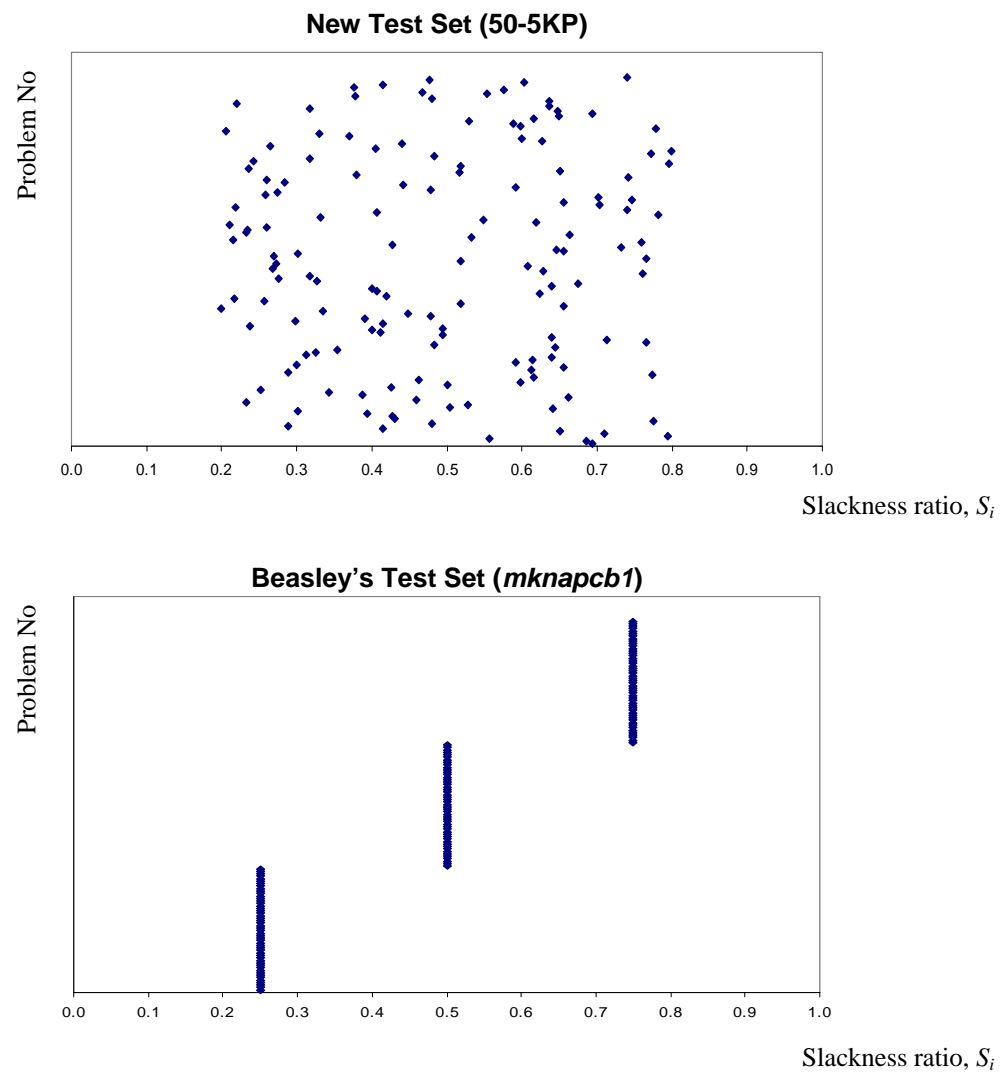 New Test Set (50-5KP)
Problem No
0.0 0.1 0.2 0.3 0.4 0.5 0.6 0.7 0.8 0.9 1.0
Slackness ratio, Si
Beasley’s Test Set (mknapcb1)
Problem No
0.0 0.1 0.2 0.3 0.4 0.5 0.6 0.7 0.8 0.9 1.0
Slackness ratio, Si